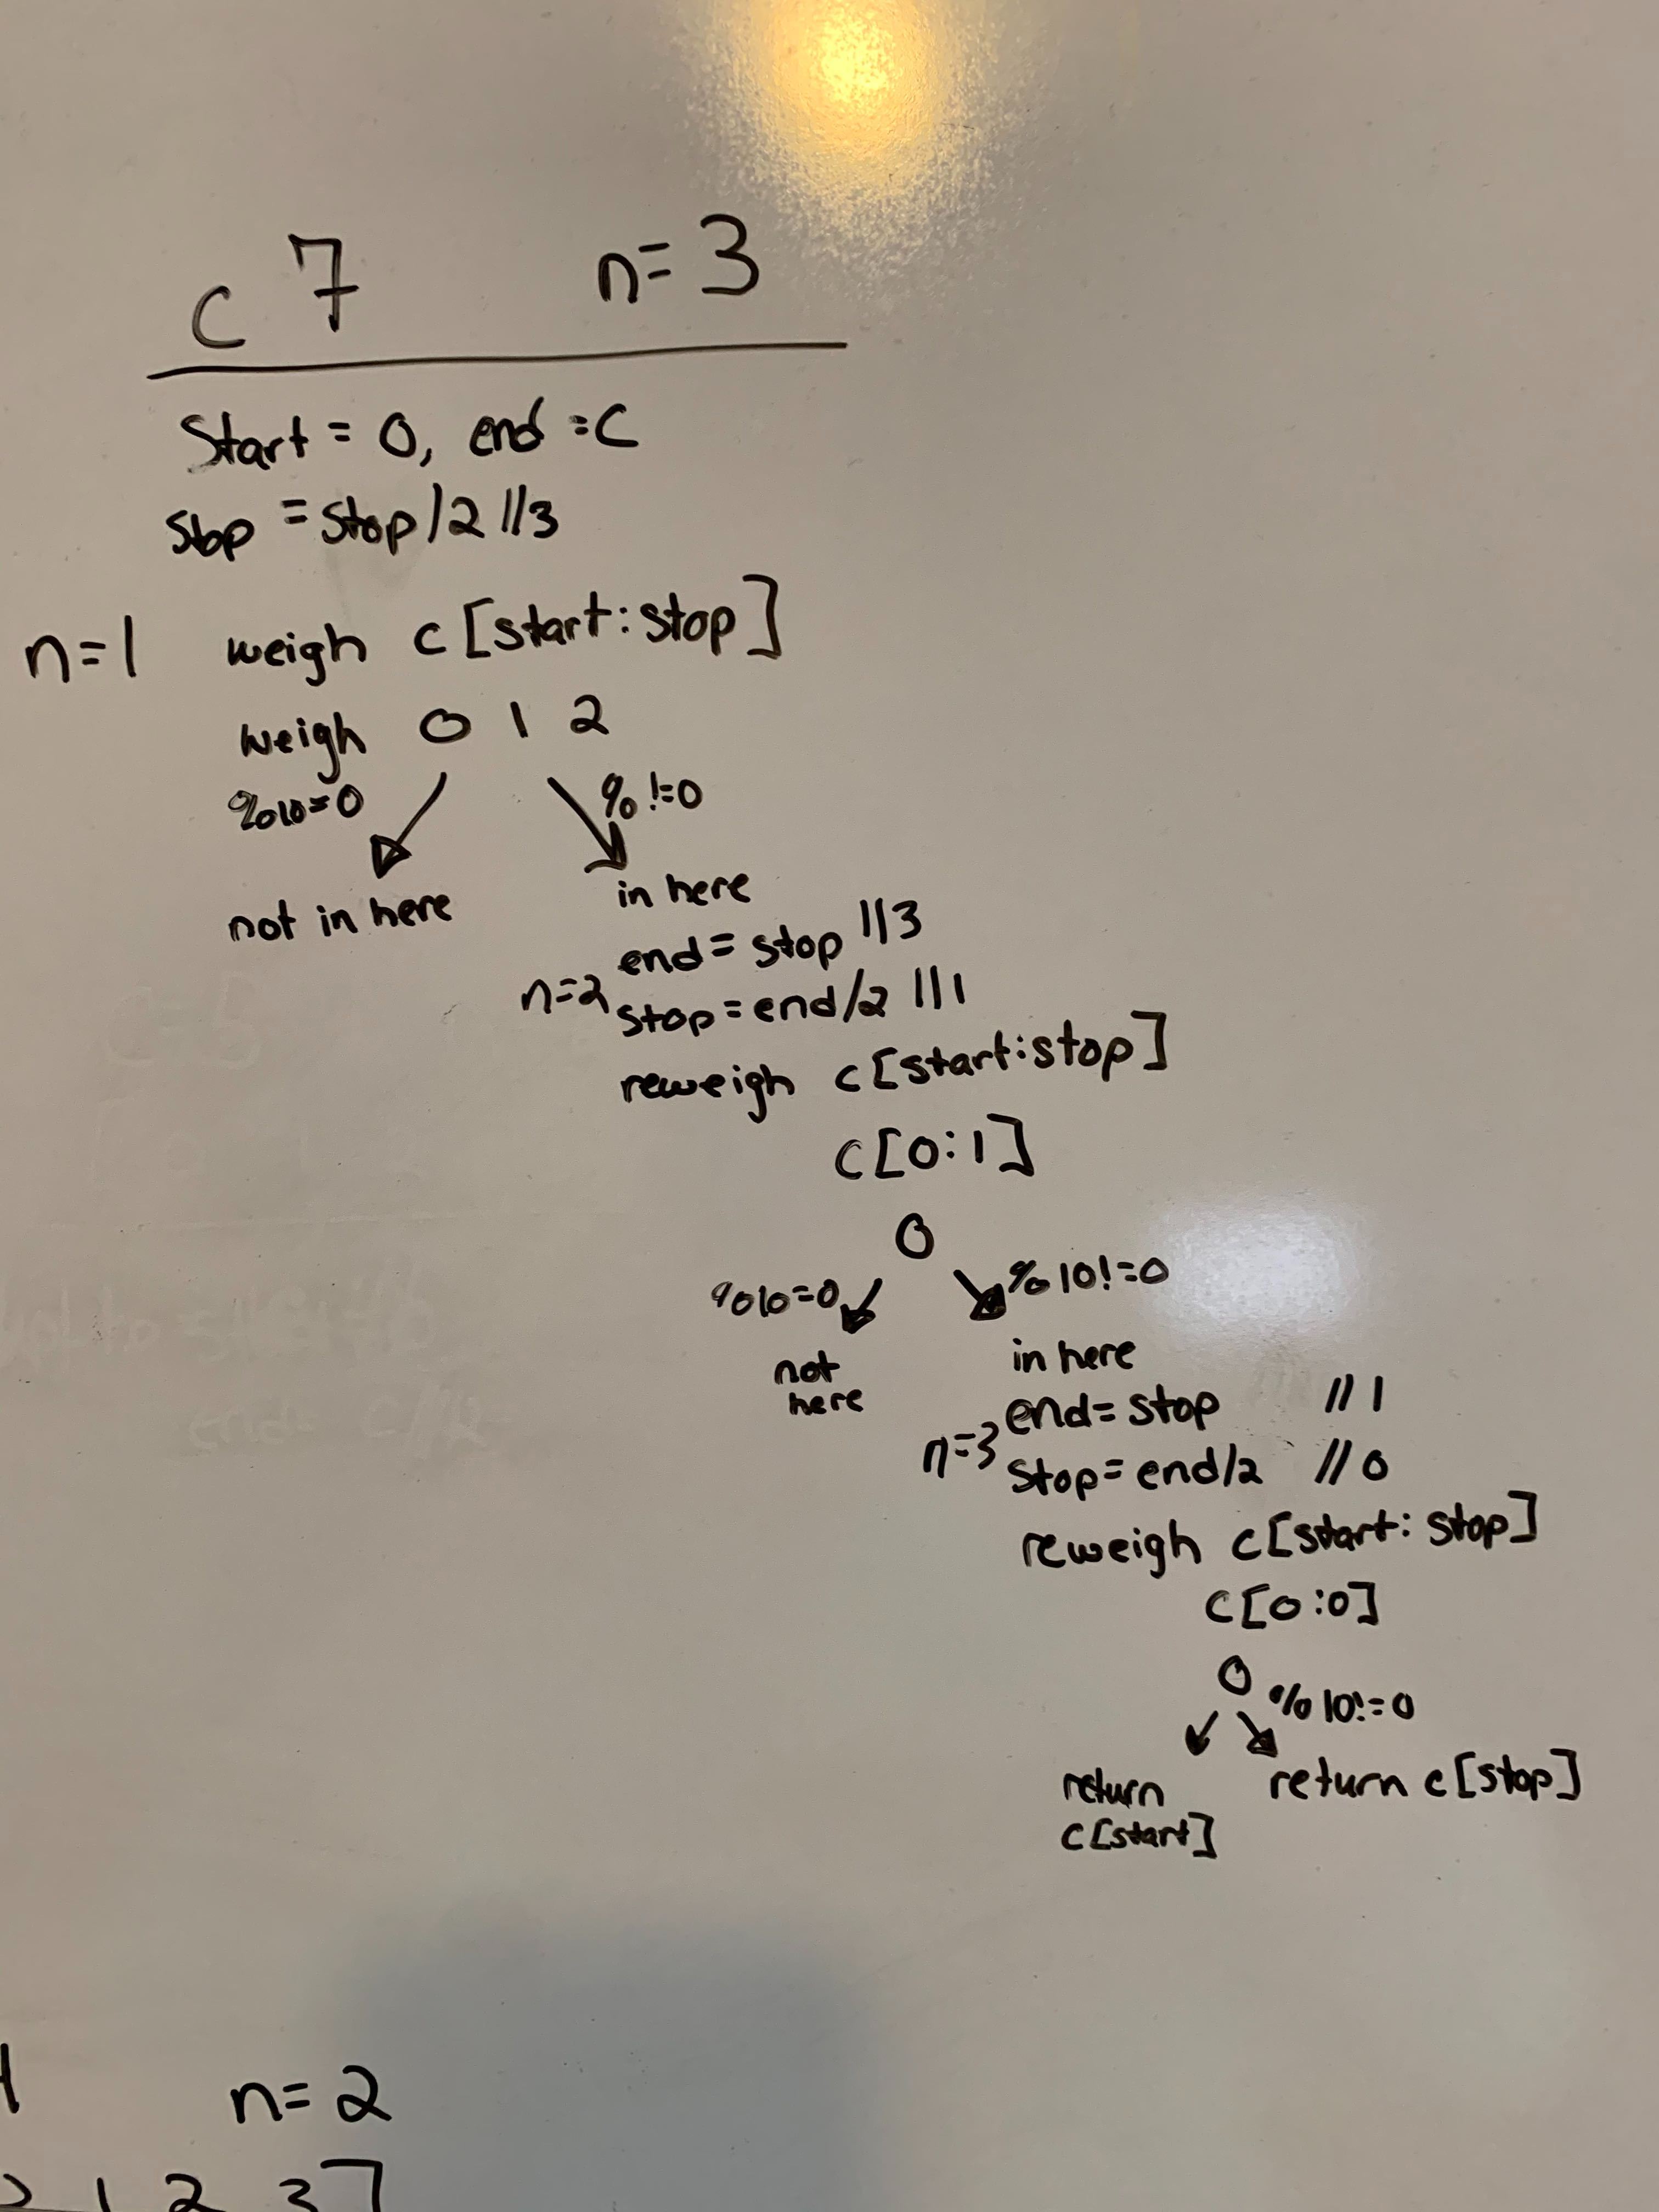 c 7 n=3
Start = 0, end = C
stop = stop/2 //3
n=1 weigh c[start:stop]
weigh 0 1 2
%10=0 % !=0
not in here
in here
end= stop //3
n=2 stop=end/2 //1
reweigh c[start:stop]
c[0:1]
0
%10=0 %10!=0
not
here
in here
end= stop //1
n=3 stop= end/2 //0
reweigh c[start: stop]
c[0:0]
0
%10!=0
return
c[start]
return c[stop]
n= 2
1 2 3]